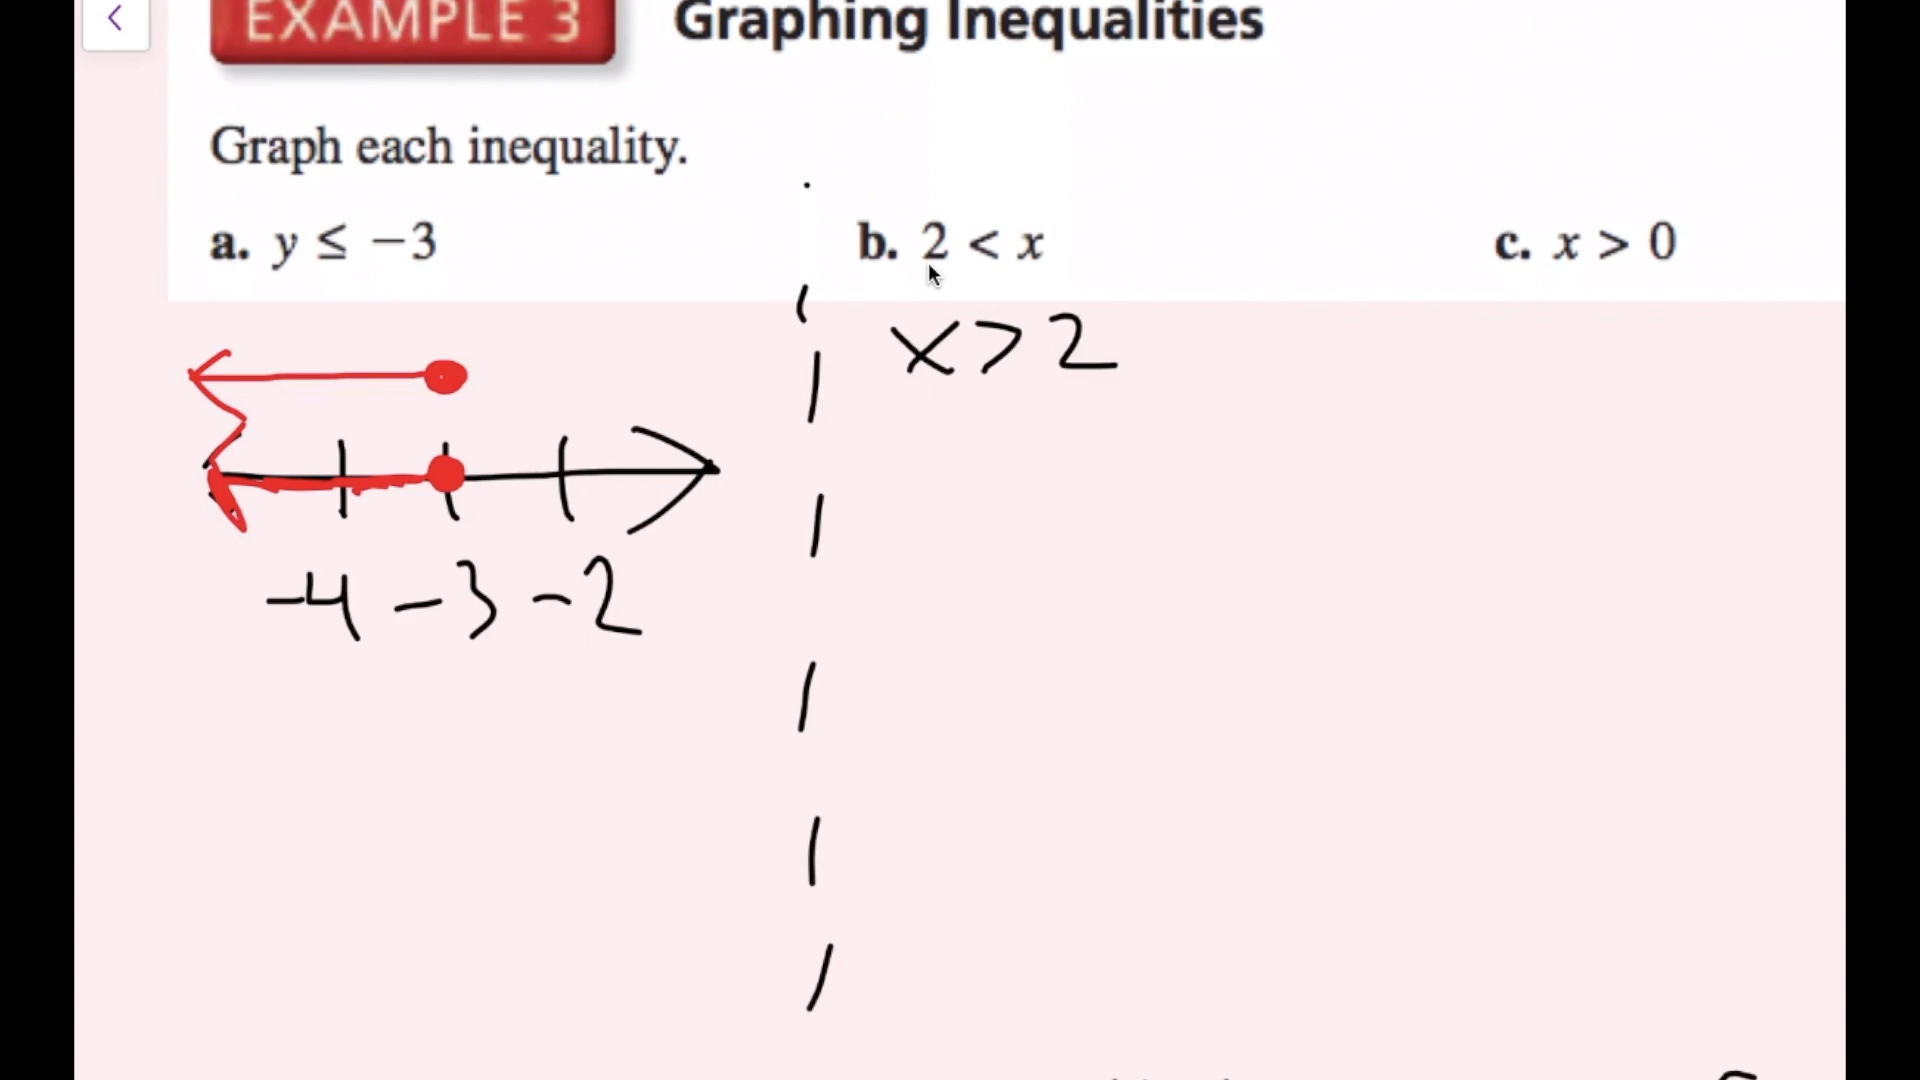 EXAMPLE 3 Graphing Inequalities
Graph each inequality.
a. y ≤ −3 b. 2 < x c. x > 0
x > 2
-4 -3 -2